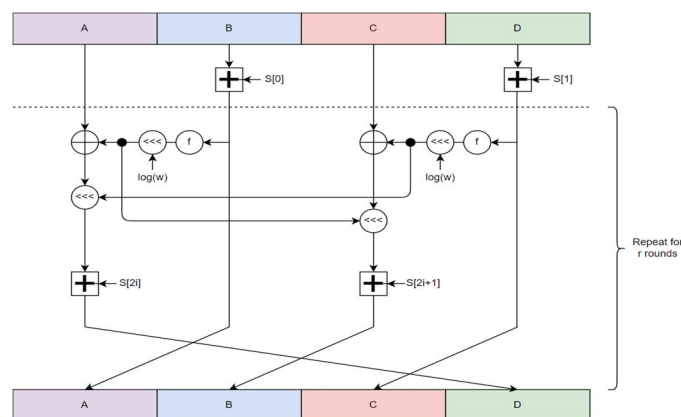 A B C D
S[0] S[1]
<<< f <<< f
log(w) log(w)
<<<
<<<
Repeat for
r rounds
S[2i] S[2i+1]
A B C D